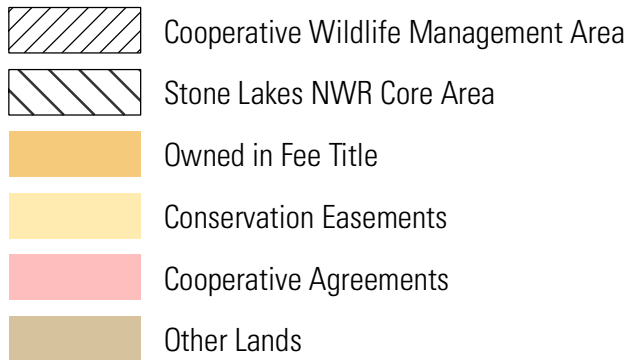 Cooperative Wildlife Management Area
Stone Lakes NWR Core Area
Owned in Fee Title
Conservation Easements
Cooperative Agreements
Other Lands